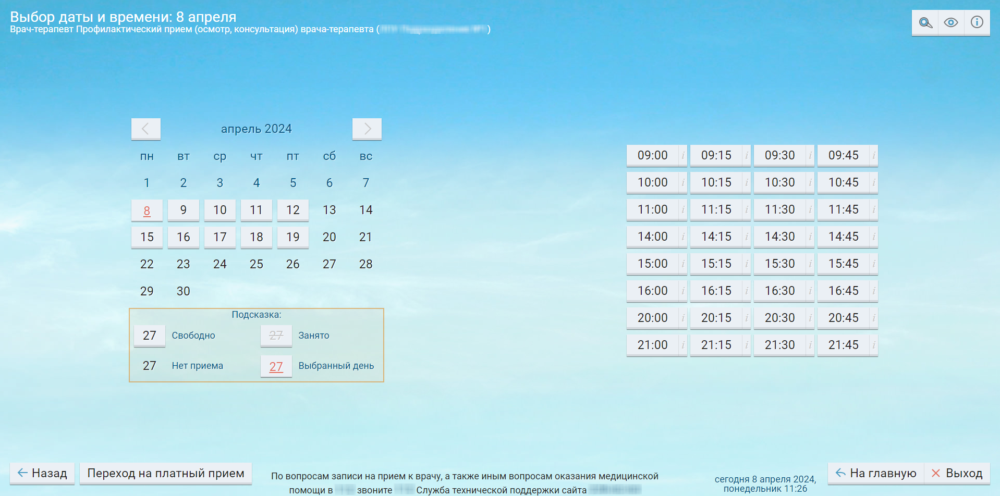 Выбор даты и времени: 8 апреля
Врач-терапевт Профилактический прием (осмотр, консультация) врача-терапевта ( )
апрель 2024
пн вт ср чт пт сб вс
1 2 3 4 5 6 7
8 9 10 11 12 13 14
15 16 17 18 19 20 21
22 23 24 25 26 27 28
29 30
Подсказка:
27 Свободно 27 Занято
27 Нет приема 27 Выбранный день
09:00 i 09:15 i 09:30 i 09:45 i
10:00 i 10:15 i 10:30 i 10:45 i
11:00 i 11:15 i 11:30 i 11:45 i
14:00 i 14:15 i 14:30 i 14:45 i
15:00 i 15:15 i 15:30 i 15:45 i
16:00 i 16:15 i 16:30 i 16:45 i
20:00 i 20:15 i 20:30 i 20:45 i
21:00 i 21:15 i 21:30 i 21:45 i
Назад Переход на платный прием
По вопросам записи на прием к врачу, а также иным вопросам оказания медицинской
помощи в звоните Служба технической поддержки сайта
сегодня 8 апреля 2024,
понедельник 11:26
На главную Выход